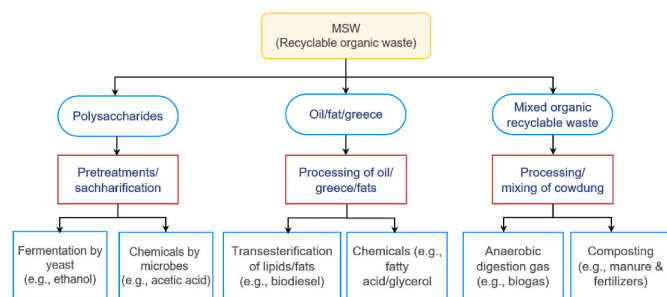 MSW
(Recyclable organic waste)
Polysaccharides
Oil/fat/greece
Mixed organic
recyclable waste
Pretreatments/
sachharification
Processing of oil/
greece/fats
Processing/
mixing of cowdung
Fermentation by
yeast
(e.g., ethanol)
Chemicals by
microbes
(e.g., acetic acid)
Transesterification
of lipids/fats
(e.g., biodiesel)
Chemicals (e.g.,
fatty
acid/glycerol
Anaerobic
digestion gas
(e.g., biogas)
Composting
(e.g., manure &
fertilizers)